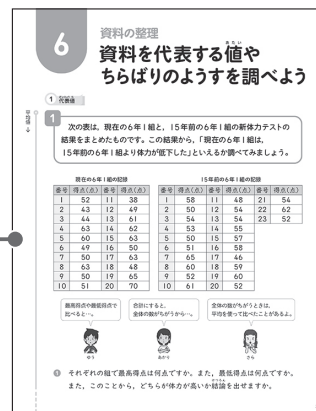 6
資料の整理
資料を代表する値や
あたい
ちらばりのようすを調べよう
1 代表値
1
次の表は，現在の6年1組と，15年前の6年1組の新体力テストの
結果をまとめたものです。この結果から，「現在の6年1組は，
15年前の6年1組より体力が低下した」といえるか調べてみましょう。
現在の6年1組の記録
番号 得点(点) 番号 得点(点)
1 52 11 38
2 43 12 49
3 44 13 61
4 63 14 62
5 60 15 63
6 49 16 50
7 50 17 63
8 63 18 48
9 50 19 65
10 51 20 70
15年前の6年1組の記録
番号 得点(点) 番号 得点(点) 番号 得点(点)
1 58 11 48 21 54
2 50 12 54 22 62
3 54 13 54 23 52
4 53 14 55
5 50 15 57
6 51 16 58
7 65 17 46
8 60 18 59
9 52 19 60
10 61 20 52
最高得点や最低得点で
比べると…。
合計にすると，
全体の数がちがうから…。
全体の数がちがうときは，
平均を使って比べたことがあるよ。
ゆう
あかり
さら
1 それぞれの組で最高得点は何点ですか。また，最低得点は何点ですか。
また，このことから，どちらが体力が高いか結論を出せますか。
けつろん